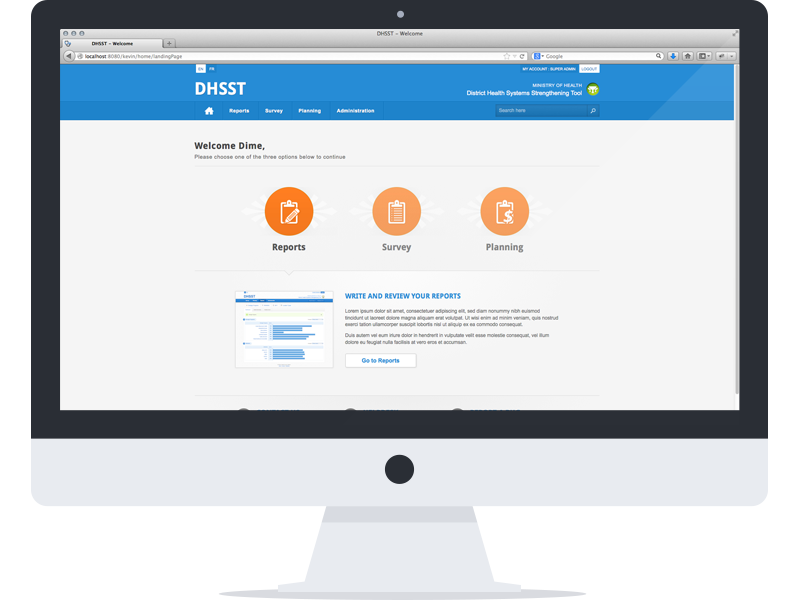 DHSST – Welcome
DHSST – Welcome
localhost:8080/kevin/home/landingPage
Google
EN FR
MY ACCOUNT : SUPER ADMIN LOGOUT
DHSST
MINISTRY OF HEALTH
District Health Systems Strengthening Tool
Reports Survey Planning Administration
Search here
Welcome Dime,
Please choose one of the three options below to continue
Reports Survey Planning
DHSST
WRITE AND REVIEW YOUR REPORTS
Lorem ipsum dolor sit amet, consectetuer adipiscing elit, sed diam nonummy nibh euismod
tincidunt ut laoreet dolore magna aliquam erat volutpat. Ut wisi enim ad minim veniam, quis nostrud
exerci tation ullamcorper suscipit lobortis nisl ut aliquip ex ea commodo consequat.
Duis autem vel eum iriure dolor in hendrerit in vulputate velit esse molestie consequat, vel illum
dolore eu feugiat nulla facilisis at vero eros et accumsan.
Go to Reports